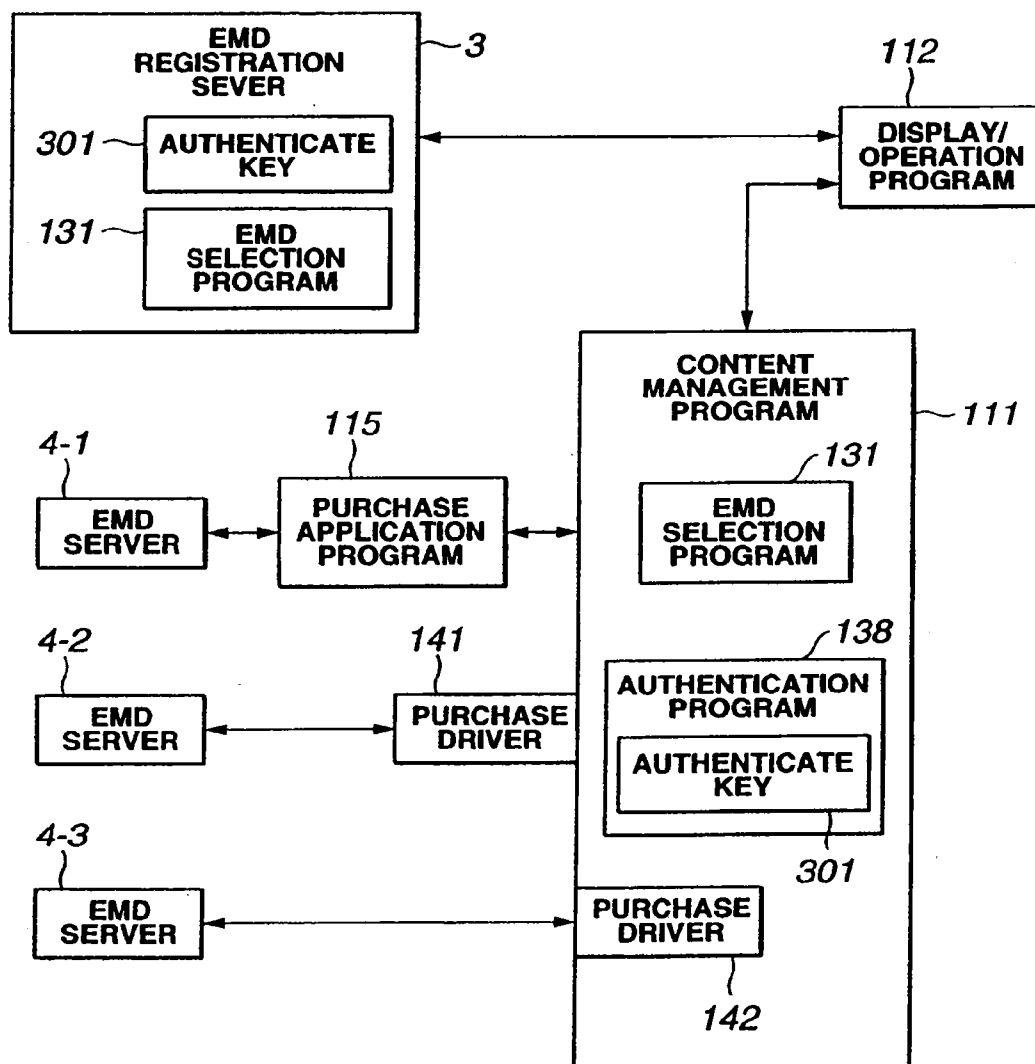 EMD
REGISTRATION
SEVER
3
301
AUTHENTICATE
KEY
131
EMD
SELECTION
PROGRAM
112
DISPLAY/
OPERATION
PROGRAM
CONTENT
MANAGEMENT
PROGRAM
111
4-1
EMD
SERVER
115
PURCHASE
APPLICATION
PROGRAM
131
EMD
SELECTION
PROGRAM
4-2
EMD
SERVER
141
PURCHASE
DRIVER
138
AUTHENTICATION
PROGRAM
AUTHENTICATE
KEY
301
4-3
EMD
SERVER
PURCHASE
DRIVER
142